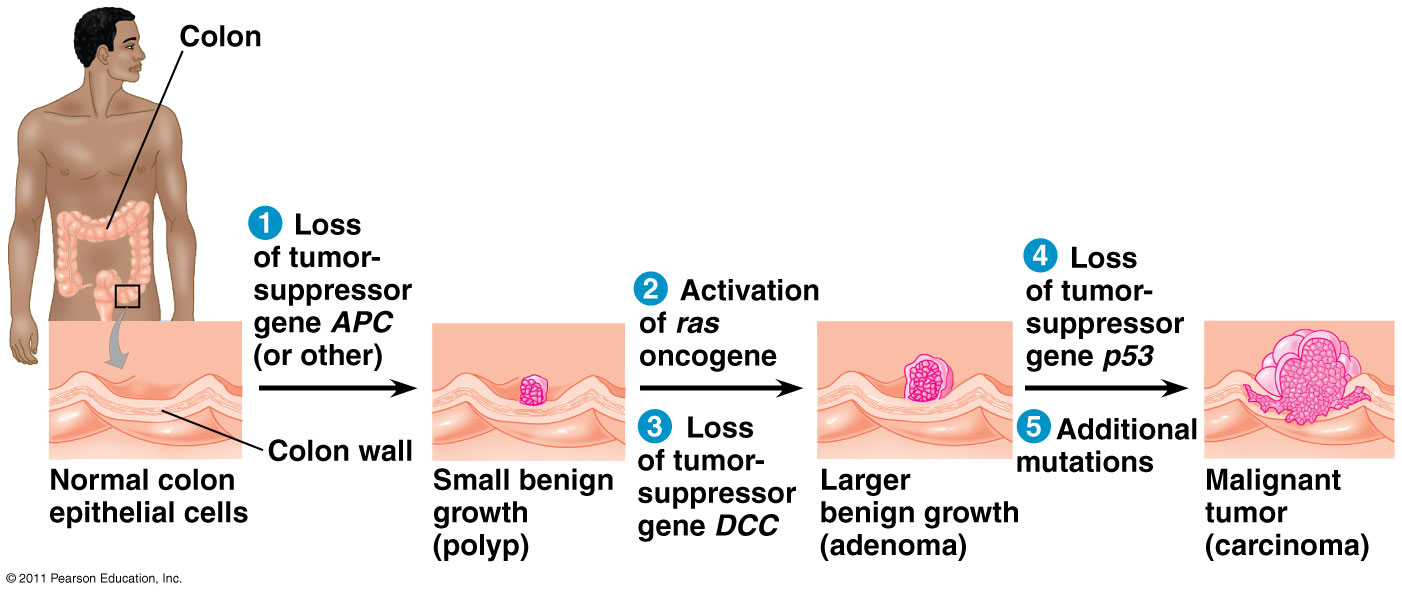 Colon
1 Loss
of tumor-
suppressor
gene APC
(or other)
Colon wall
Normal colon
epithelial cells
Small benign
growth
(polyp)
2 Activation
of ras
oncogene
3 Loss
of tumor-
suppressor
gene DCC
Larger
benign growth
(adenoma)
4 Loss
of tumor-
suppressor
gene p53
5 Additional
mutations
Malignant
tumor
(carcinoma)
© 2011 Pearson Education, Inc.